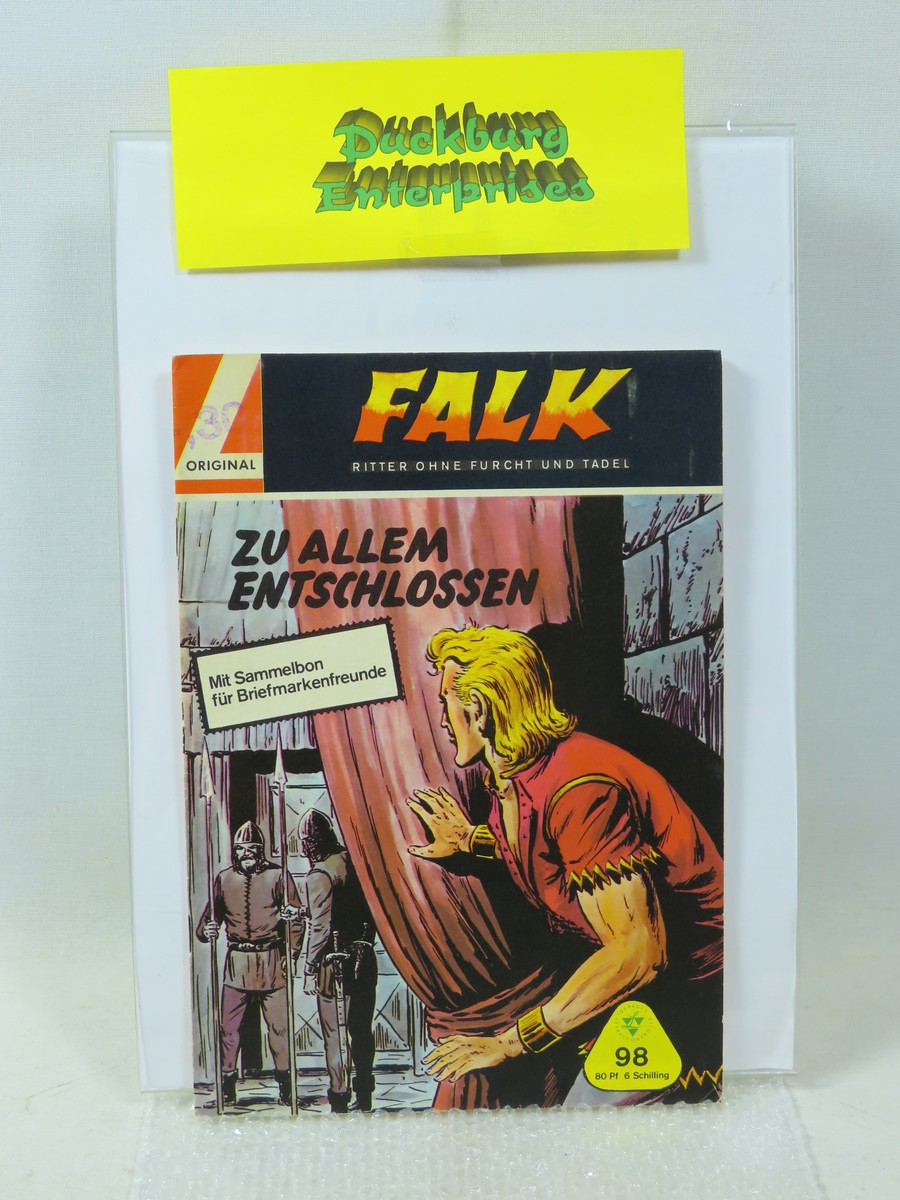 Duckburg
Enterprises
FALK
ORIGINAL
RITTER OHNE FURCHT UND TADEL
ZU ALLEM
ENTSCHLOSSEN
Mit Sammelbon
für Briefmarkenfreunde
98
80 Pf 6 Schilling